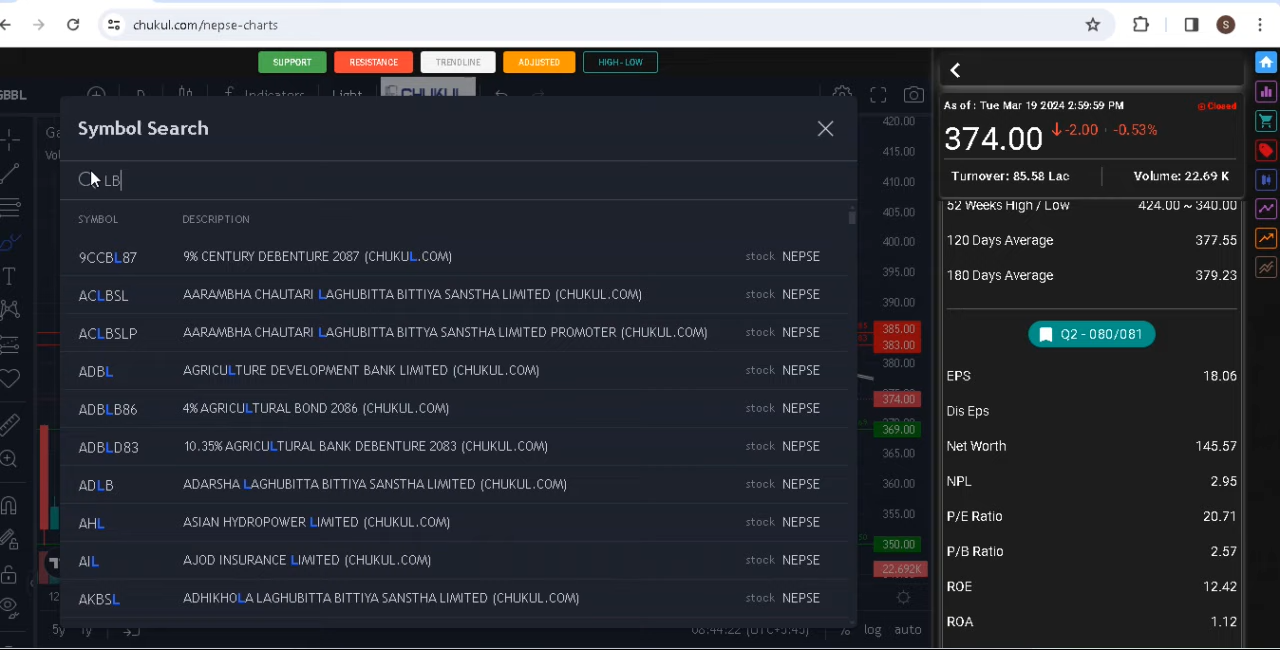 chukul.com/nepse-charts
S
SUPPORT
RESISTANCE
TRENDLINE
ADJUSTED
HIGH-LOW
GBBL
D
Indicators
Light
CHUKUL
Symbol Search
LB
SYMBOL DESCRIPTION
9CCBL87 9% CENTURY DEBENTURE 2087 (CHUKUL.COM) stock NEPSE
ACLBSL AARAMBHA CHAUTARI LAGHUBITTA BITTIYA SANSTHA LIMITED (CHUKUL.COM) stock NEPSE
ACLBSLP AARAMBHA CHAUTARI LAGHUBITTA BITTYA SANSTHA LIMITED PROMOTER (CHUKUL.COM) stock NEPSE
ADBL AGRICULTURE DEVELOPMENT BANK LIMITED (CHUKUL.COM) stock NEPSE
ADBLB86 4% AGRICULTURAL BOND 2086 (CHUKUL.COM) stock NEPSE
ADBLD83 10.35% AGRICULTURAL BANK DEBENTURE 2083 (CHUKUL.COM) stock NEPSE
ADLB ADARSHA LAGHUBITTA BITTIYA SANSTHA LIMITED (CHUKUL.COM) stock NEPSE
AHL ASIAN HYDROPOWER LIMITED (CHUKUL.COM) stock NEPSE
AIL AJOD INSURANCE LIMITED (CHUKUL.COM) stock NEPSE
AKBSL ADHIKHOLA LAGHUBITTA BITTIYA SANSTHA LIMITED (CHUKUL.COM) stock NEPSE
5y 1y
08:44:22 (UTC+5:45) % log auto
420.00
415.00
410.00
405.00
400.00
395.00
390.00
385.00
383.00
380.00
374.00
369.00
365.00
360.00
355.00
350.00
22.692K
As of : Tue Mar 19 2024 2:59:59 PM
Closed
374.00 -2.00 · -0.53%
Turnover: 85.58 Lac Volume: 22.69 K
52 Weeks High / Low 424.00 ~ 340.00
120 Days Average 377.55
180 Days Average 379.23
Q2 - 080/081
EPS 18.06
Dis Eps
Net Worth 145.57
NPL 2.95
P/E Ratio 20.71
P/B Ratio 2.57
ROE 12.42
ROA 1.12